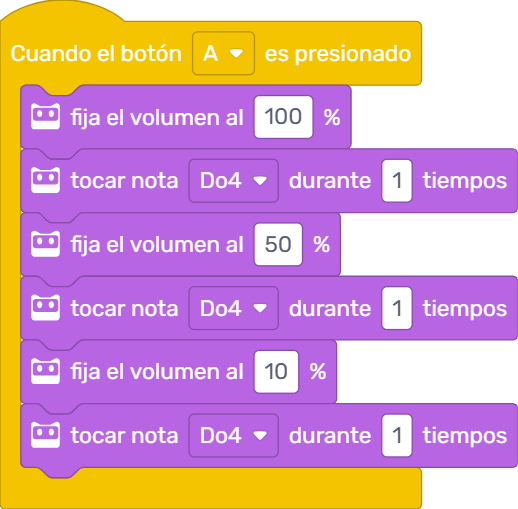 Cuando el botón A es presionado
fija el volumen al 100 %
tocar nota Do4 durante 1 tiempos
fija el volumen al 50 %
tocar nota Do4 durante 1 tiempos
fija el volumen al 10 %
tocar nota Do4 durante 1 tiempos